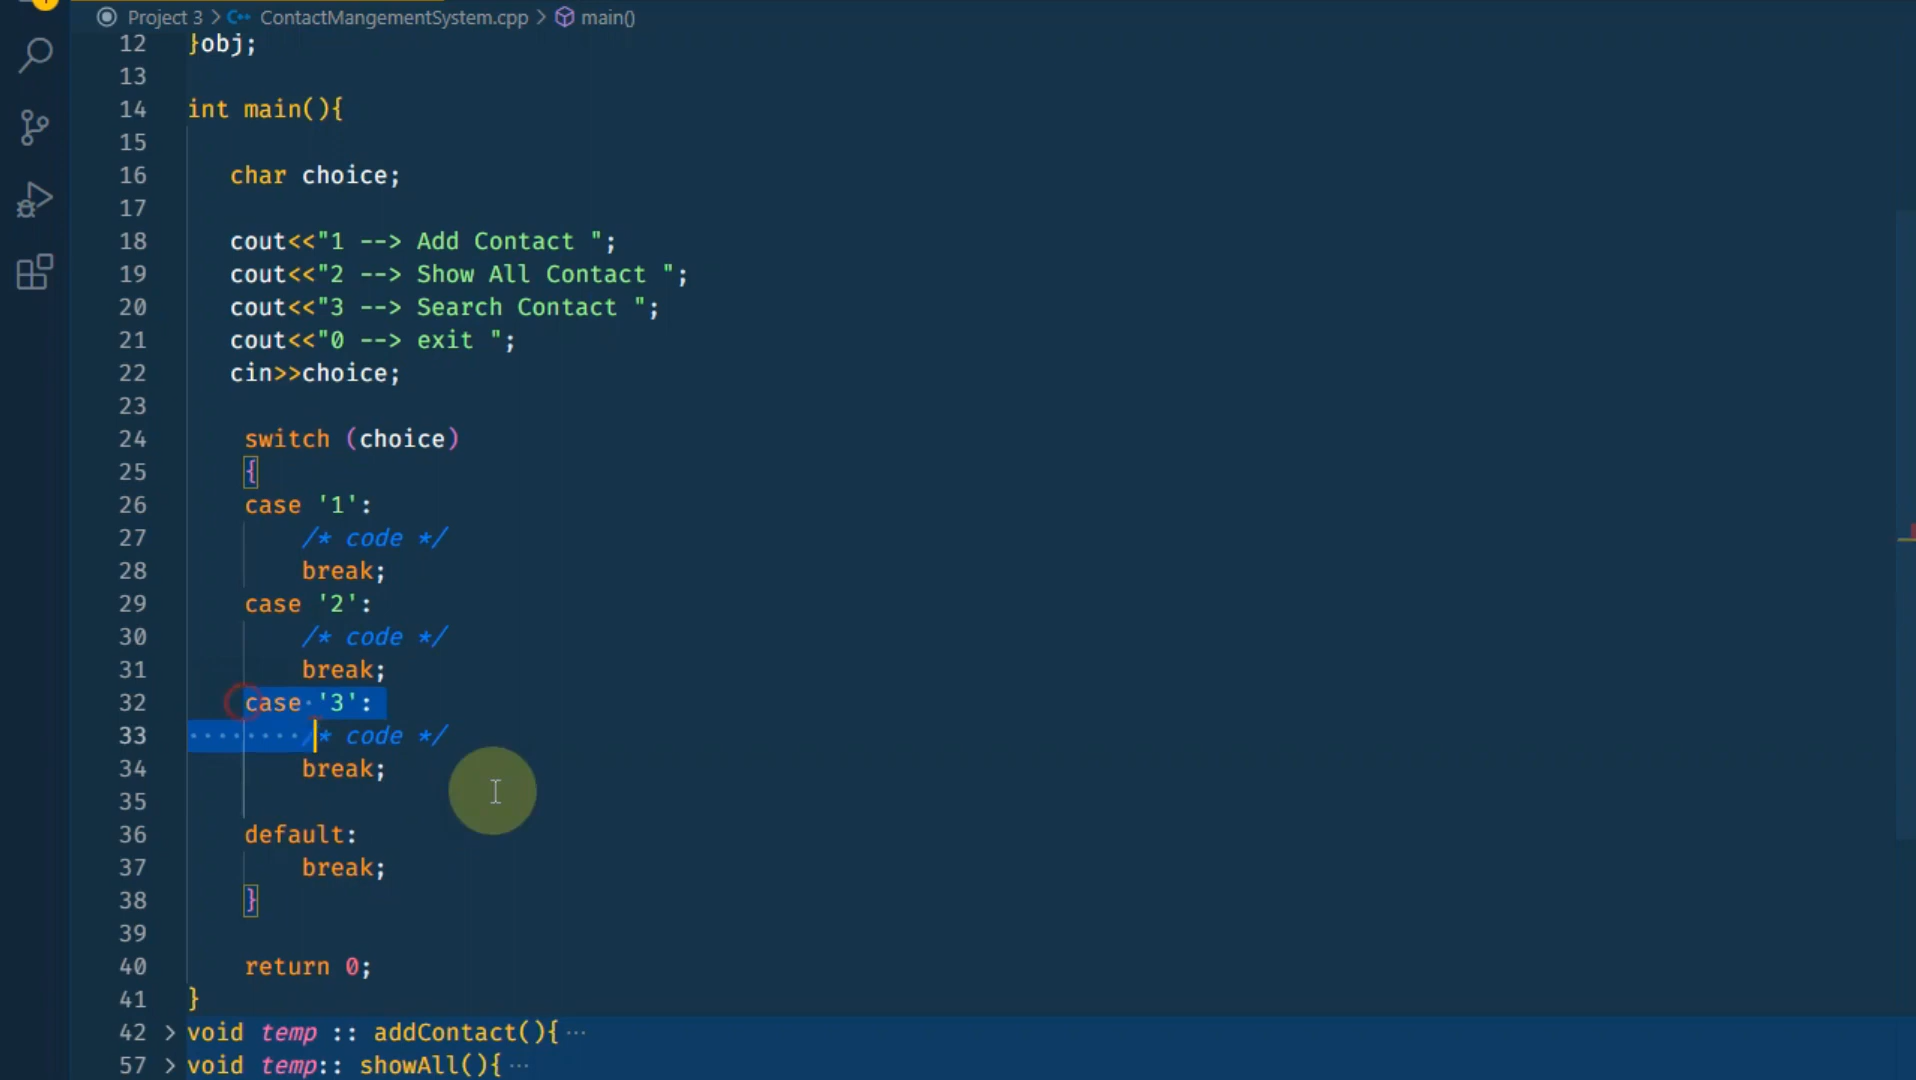 Project 3 > C++ ContactMangementSystem.cpp > main()
12 }obj;
13
14 int main(){
15
16 char choice;
17
18 cout<<"1 --> Add Contact ";
19 cout<<"2 --> Show All Contact ";
20 cout<<"3 --> Search Contact ";
21 cout<<"0 --> exit ";
22 cin>>choice;
23
24 switch (choice)
25 {
26 case '1':
27 /* code */
28 break;
29 case '2':
30 /* code */
31 break;
32 case '3':
33 /* code */
34 break;
35
36 default:
37 break;
38 }
39
40 return 0;
41 }
42 > void temp :: addContact(){ ···
57 > void temp:: showAll(){ ···